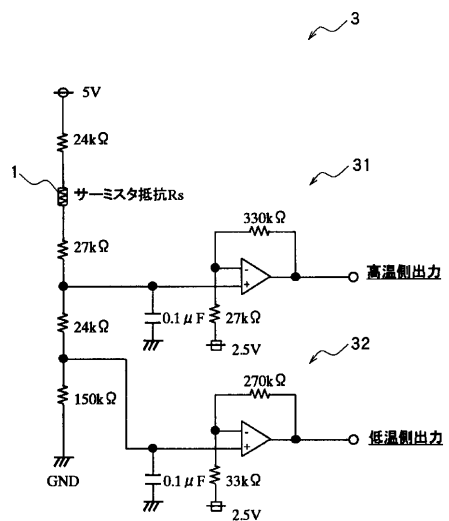 3
5V
24kΩ
1
サーミスタ抵抗Rs
31
27kΩ
330kΩ
-
+
高温側出力
24kΩ
0.1μF
27kΩ
2.5V
32
150kΩ
270kΩ
-
+
低温側出力
GND
0.1μF
33kΩ
2.5V